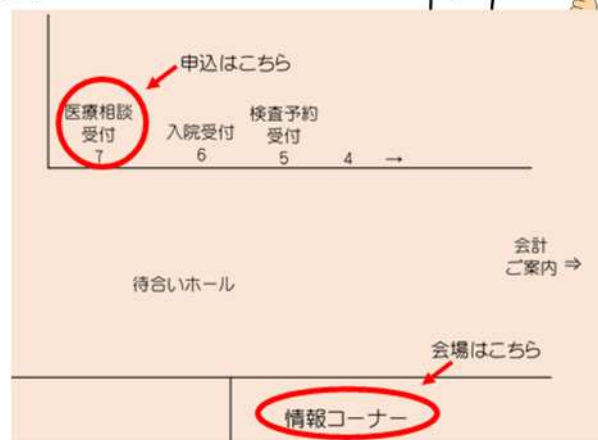 申込はこちら
医療相談
受付
7
入院受付
6
検査予約
受付
5
4 →
会計
ご案内 ⇒
待合いホール
会場はこちら
情報コーナー